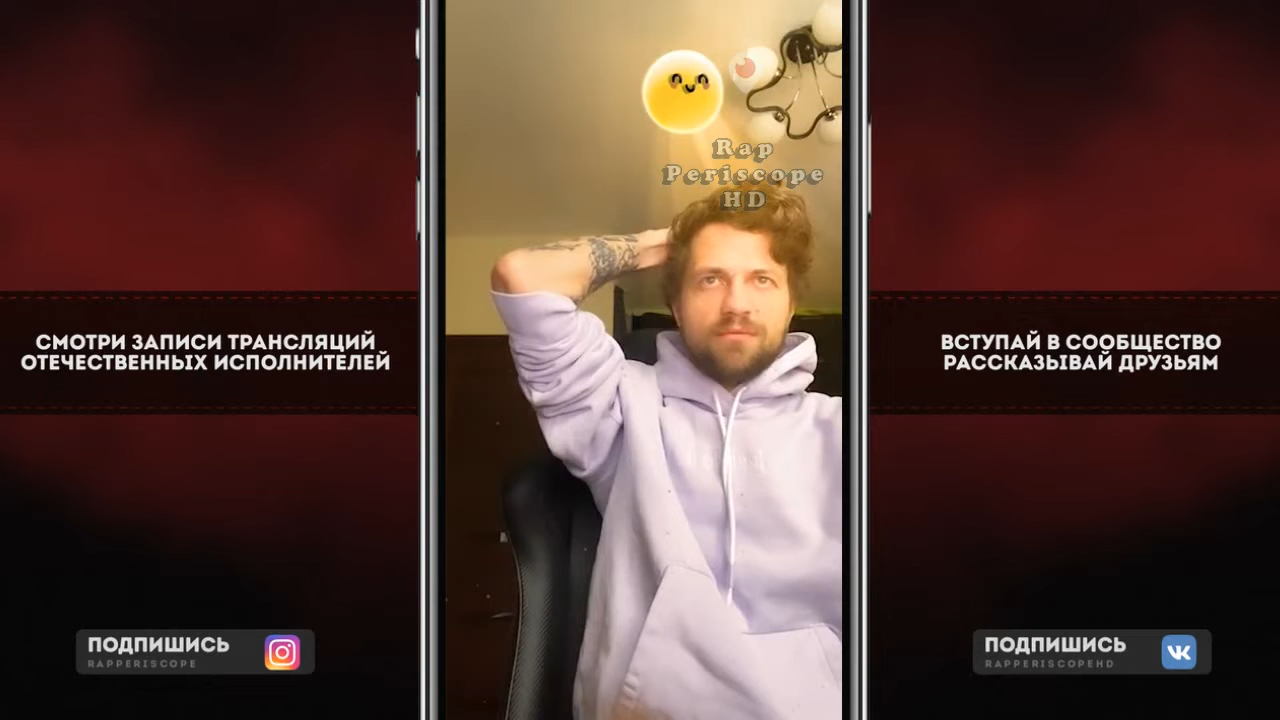 СМОТРИ ЗАПИСИ ТРАНСЛЯЦИЙ
ОТЕЧЕСТВЕННЫХ ИСПОЛНИТЕЛЕЙ
ПОДПИШИСЬ
RAPPERISCOPE
Rap
Periscope
HD
ВСТУПАЙ В СООБЩЕСТВО
РАССКАЗЫВАЙ ДРУЗЬЯМ
ПОДПИШИСЬ
RAPPERISCOPEHD